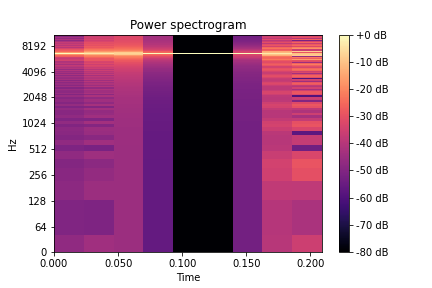 Power spectrogram
8192
4096
2048
1024
512
256
128
64
0
Hz
0.000 0.050 0.100 0.150 0.200
Time
+0 dB
-10 dB
-20 dB
-30 dB
-40 dB
-50 dB
-60 dB
-70 dB
-80 dB